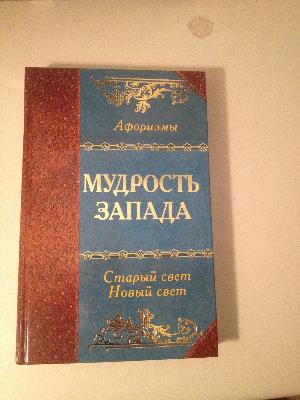 Афоризмы
МУДРОСТЬ
ЗАПАДА
Старый свет
Новый свет